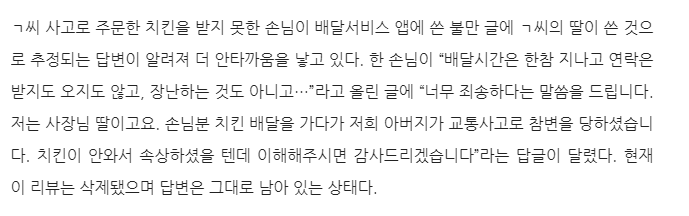 ㄱ씨 사고로 주문한 치킨을 받지 못한 손님이 배달서비스 앱에 쓴 불만 글에 ㄱ씨의 딸이 쓴 것으
로 추정되는 답변이 알려져 더 안타까움을 낳고 있다. 한 손님이 “배달시간은 한참 지나고 연락은
받지도 오지도 않고, 장난하는 것도 아니고…”라고 올린 글에 “너무 죄송하다는 말씀을 드립니다.
저는 사장님 딸이고요. 손님분 치킨 배달을 가다가 저희 아버지가 교통사고로 참변을 당하셨습니
다. 치킨이 안와서 속상하셨을 텐데 이해해주시면 감사드리겠습니다”라는 답글이 달렸다. 현재
이 리뷰는 삭제됐으며 답변은 그대로 남아 있는 상태다.